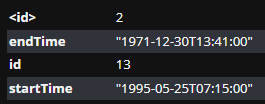 <id> 2
endTime "1971-12-30T13:41:00"
id 13
startTime "1995-05-25T07:15:00"